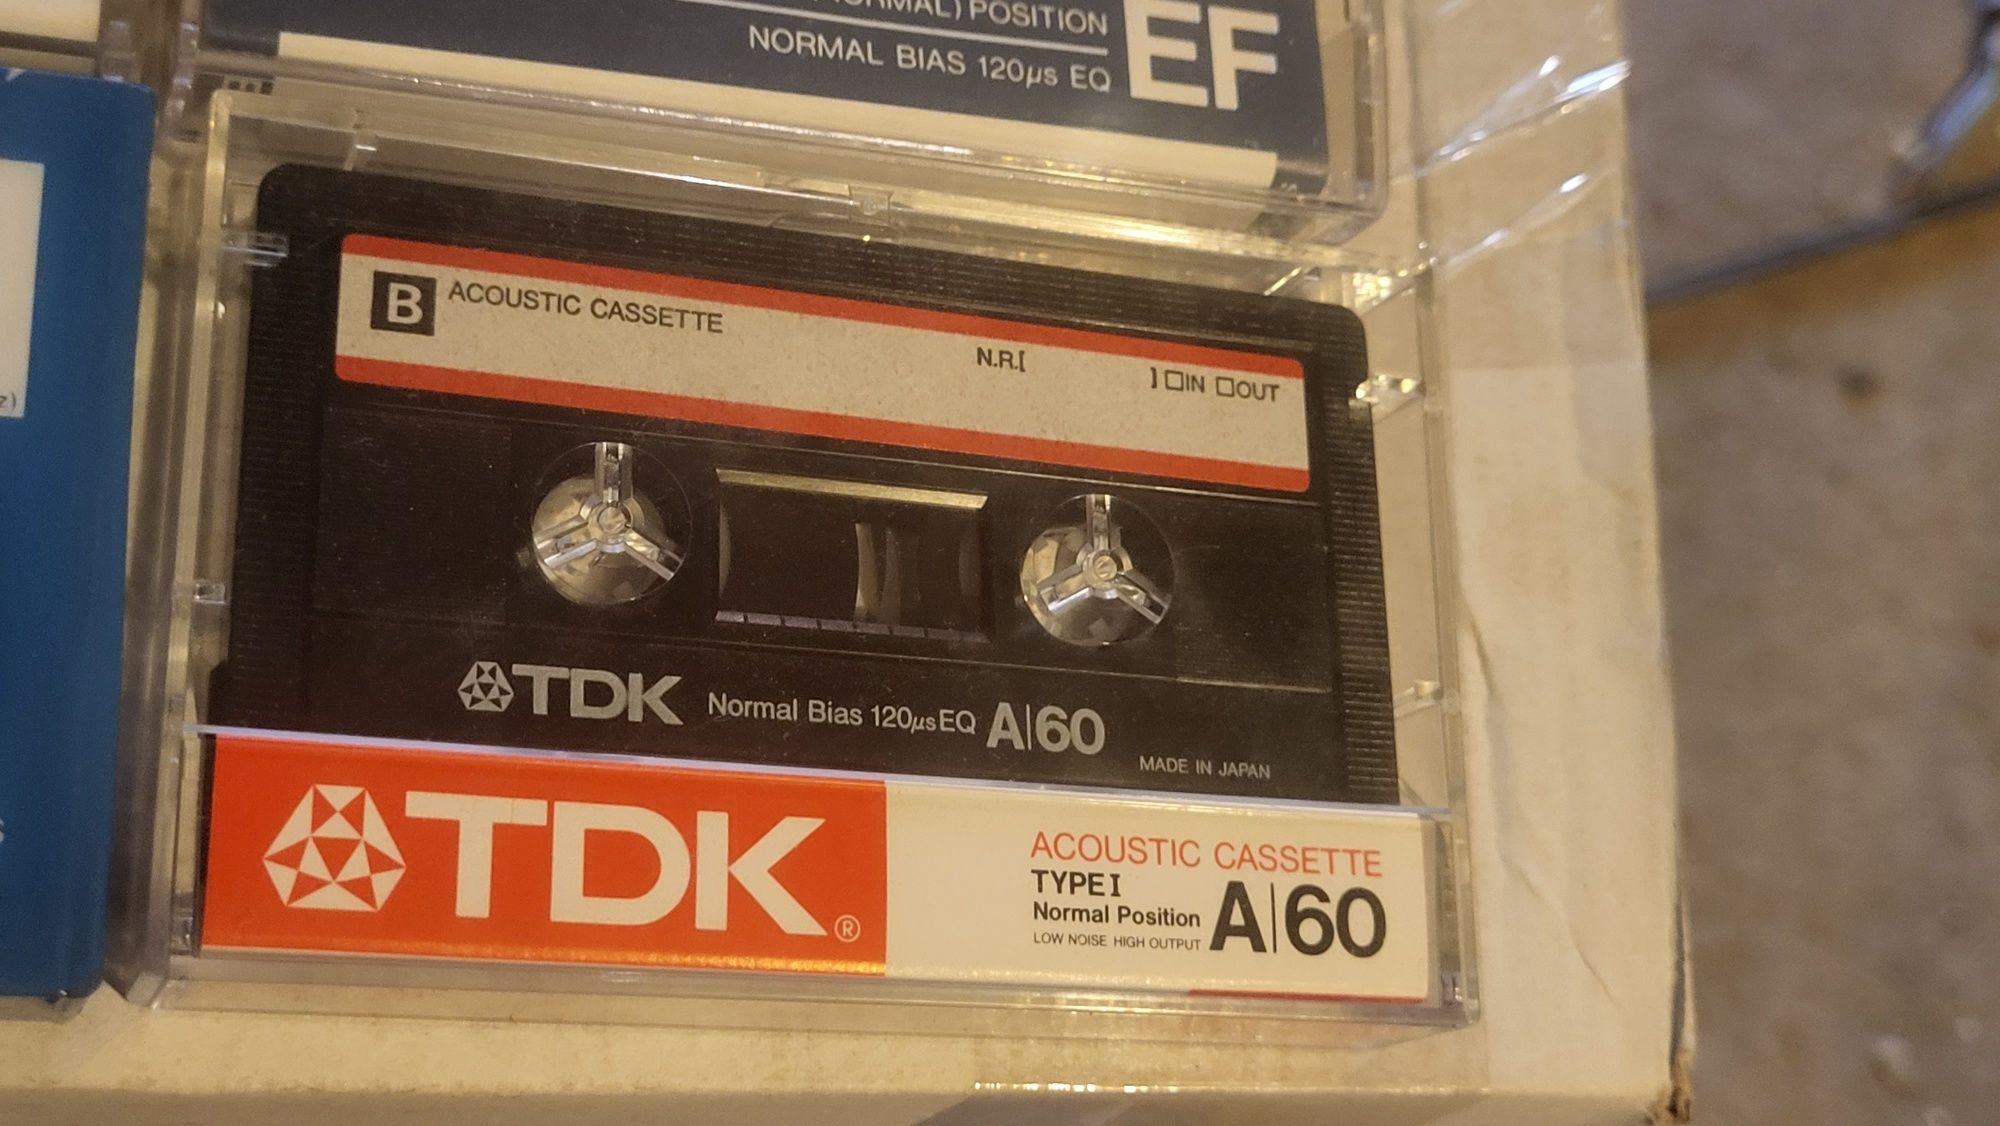 NORMAL) POSITION
NORMAL BIAS 120μs EQ
EF
B ACOUSTIC CASSETTE
N.R.[ ] □IN □OUT
z)
TDK Normal Bias 120μs EQ A|60
MADE IN JAPAN
TDK®
ACOUSTIC CASSETTE
TYPE I
Normal Position
LOW NOISE HIGH OUTPUT
A|60